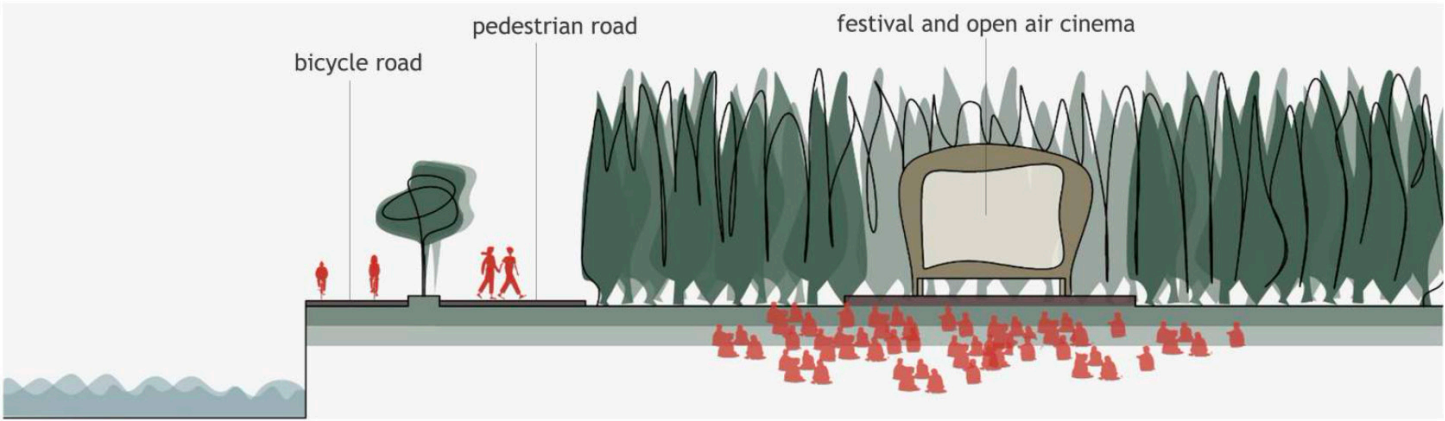 festival and open air cinema
pedestrian road
bicycle road